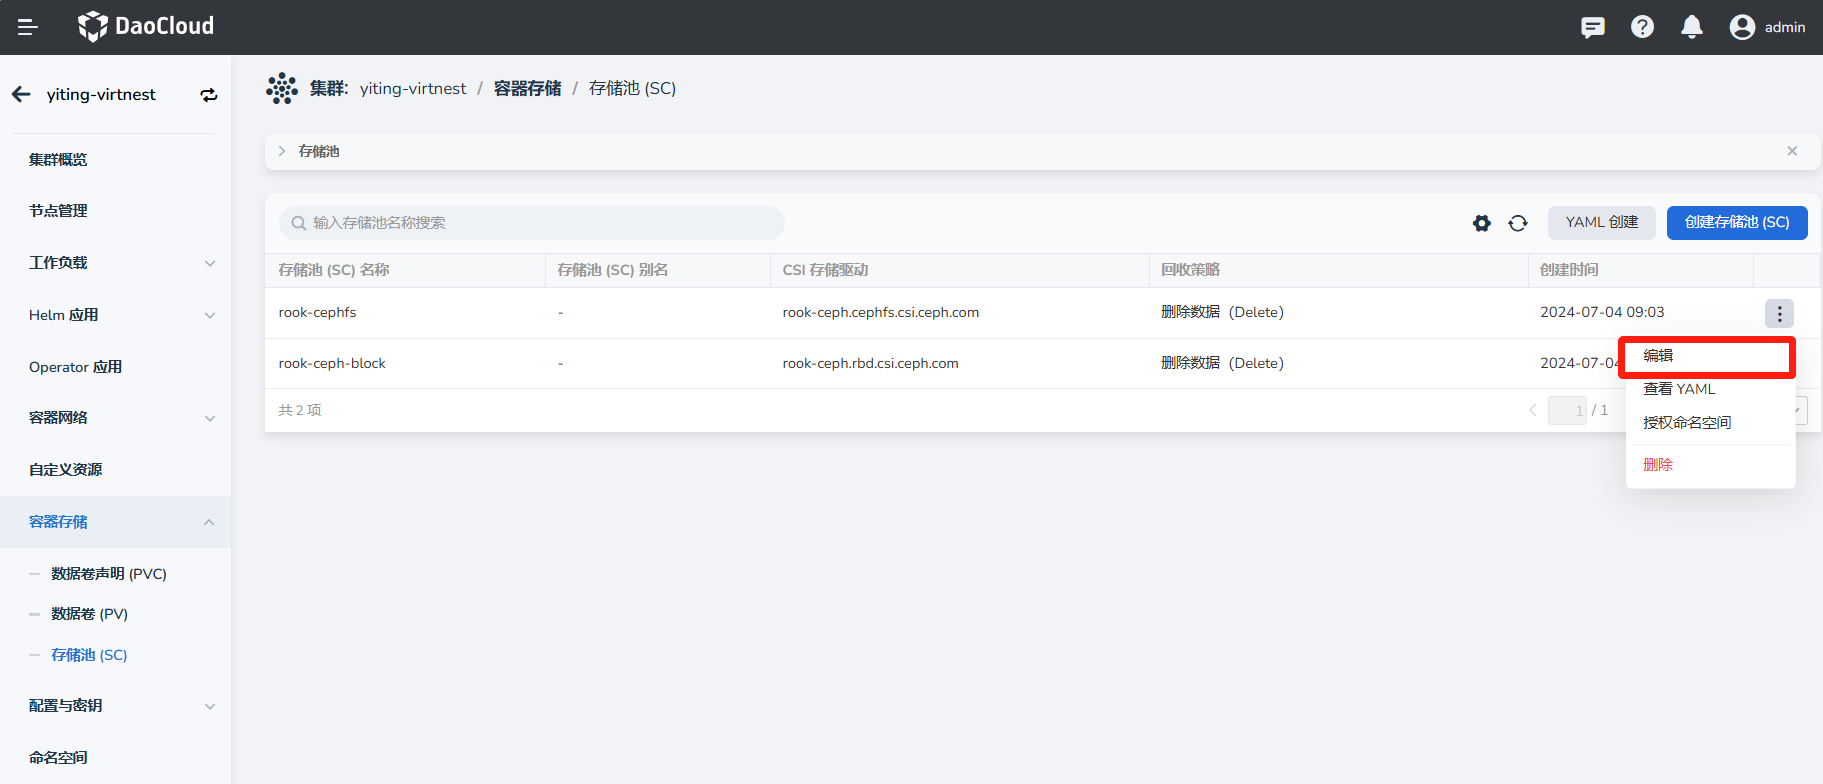 DaoCloud
admin
yiting-virtnest
集群概览
节点管理
工作负载
Helm 应用
Operator 应用
容器网络
自定义资源
容器存储
数据卷声明 (PVC)
数据卷 (PV)
存储池 (SC)
配置与密钥
命名空间
集群: yiting-virtnest / 容器存储 / 存储池 (SC)
存储池
输入存储池名称搜索
YAML 创建
创建存储池 (SC)
存储池 (SC) 名称 存储池 (SC) 别名 CSI 存储驱动 回收策略 创建时间
rook-cephfs - rook-ceph.cephfs.csi.ceph.com 删除数据 (Delete) 2024-07-04 09:03
rook-ceph-block - rook-ceph.rbd.csi.ceph.com 删除数据 (Delete) 2024-07-04
共 2 项
1 / 1
编辑
查看 YAML
授权命名空间
删除